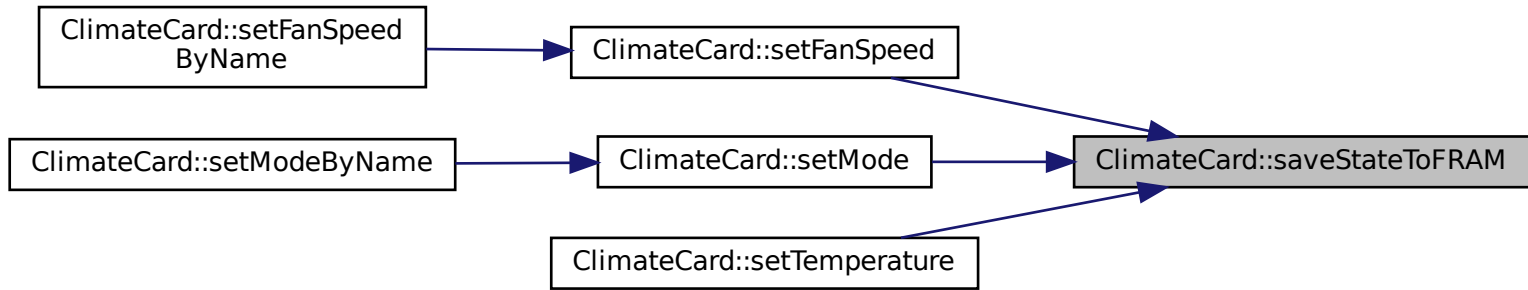 ClimateCard::setFanSpeed
ByName
ClimateCard::setFanSpeed
ClimateCard::setModeByName
ClimateCard::setMode
ClimateCard::saveStateToFRAM
ClimateCard::setTemperature